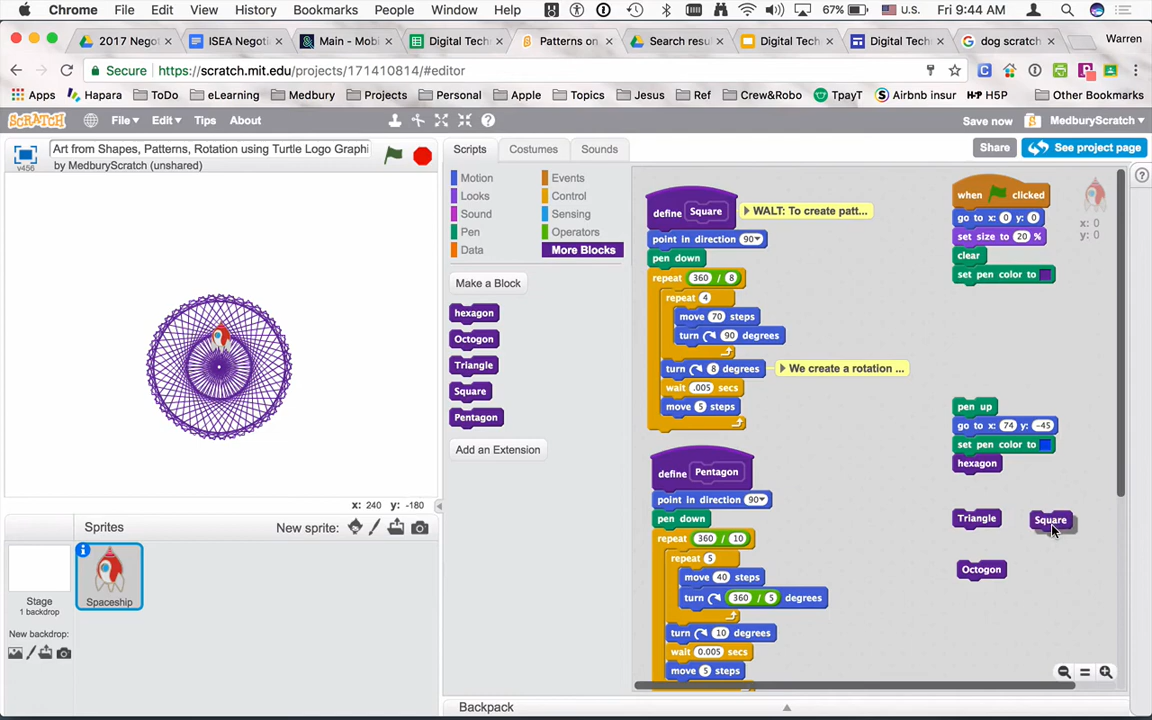 Chrome File Edit View History Bookmarks People Window Help 67% U.S. Fri 9:44 AM
2017 Negot ISEA Negoti Main - Mobi Digital Techn Patterns on Search resul Digital Techn Digital Techn dog scratch Warren
Secure https://scratch.mit.edu/projects/171410814/#editor
Apps Hapara ToDo eLearning Medbury Projects Personal Apple Topics Jesus Ref Crew&Robo TpayT Airbnb insur H5P Other Bookmarks
SCRATCH File Edit Tips About Save now MedburyScratch
v456 Art from Shapes, Patterns, Rotation using Turtle Logo Graphi
by MedburyScratch (unshared)
Scripts Costumes Sounds Share See project page
Motion Events
Looks Control
Sound Sensing
Pen Operators
Data More Blocks
Make a Block
hexagon
Octogon
Triangle
Square
Pentagon
Add an Extension
define Square
WALT: To create patt...
point in direction 90
pen down
repeat 360 / 8
repeat 4
move 70 steps
turn 90 degrees
turn 8 degrees
We create a rotation ...
wait .005 secs
move 5 steps
define Pentagon
point in direction 90
pen down
repeat 360 / 10
repeat 5
move 40 steps
turn 360 / 5 degrees
turn 10 degrees
wait 0.005 secs
move 5 steps
when clicked
go to x: 0 y: 0
set size to 20 %
clear
set pen color to
x: 0
y: 0
pen up
go to x: 74 y: -45
set pen color to
hexagon
Triangle
Square
Octogon
x: 240 y: -180
Sprites New sprite:
Stage
1 backdrop
New backdrop:
Spaceship
Backpack